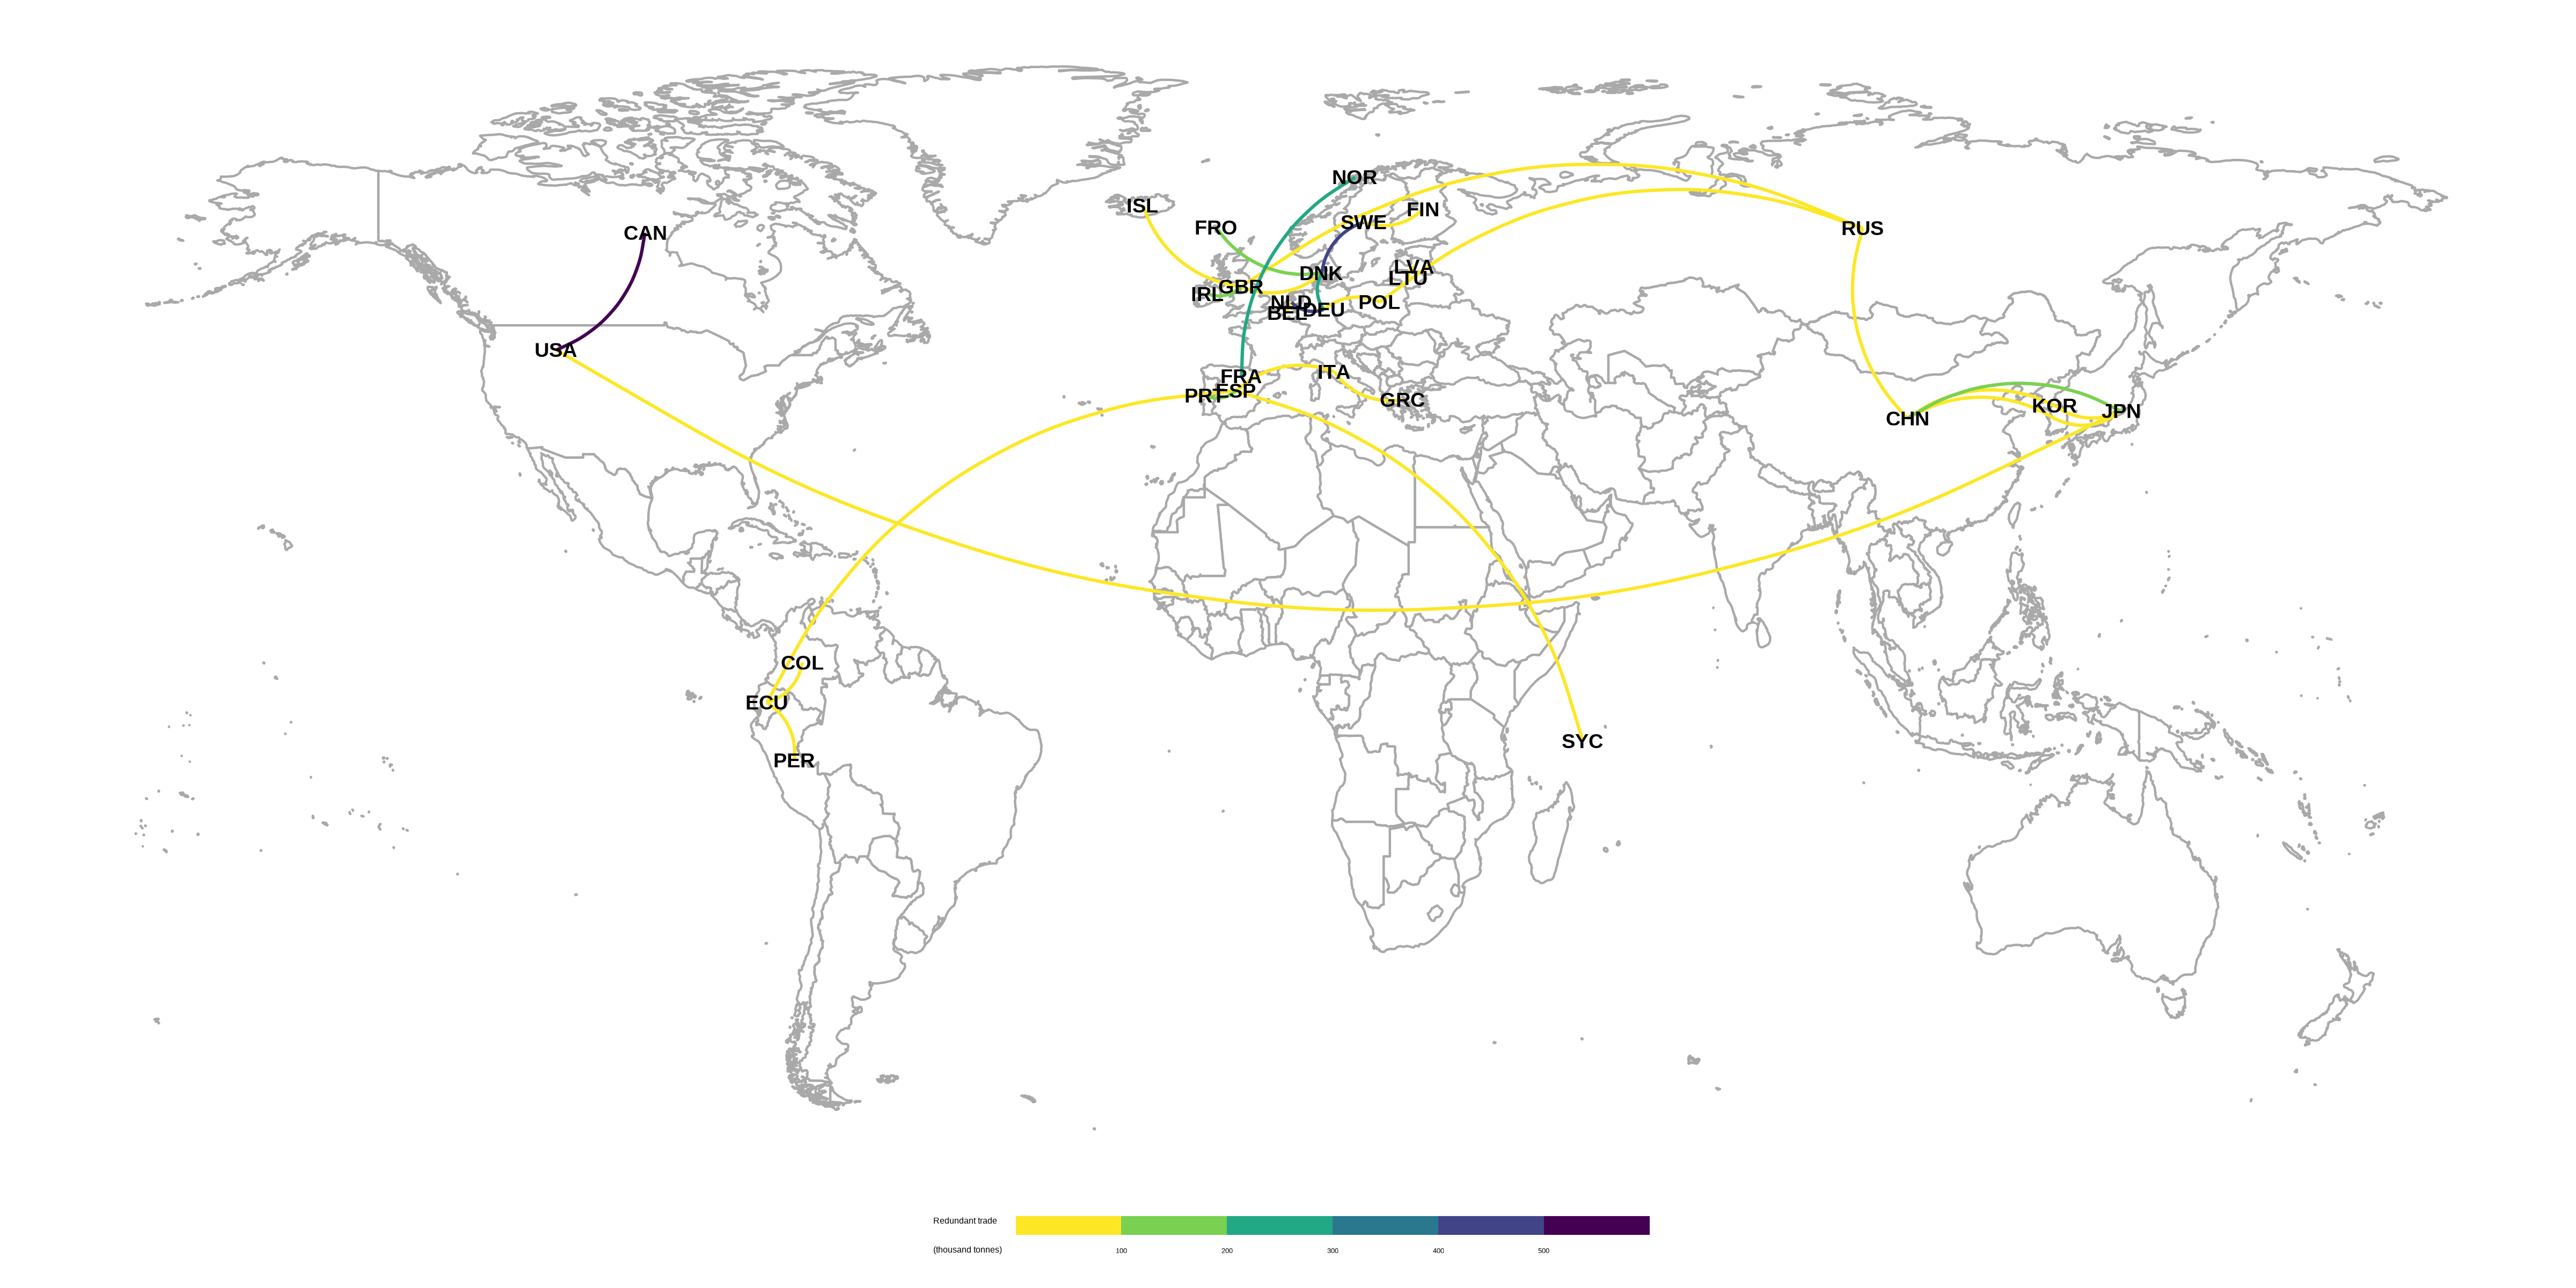 NOR
ISL
FIN
SWE
FRO
RUS
CAN
LVA
DNK
LTU
GBR
IRL
NLD
POL
DEU
BEL
USA
ITA
FRA
ESP
PRT
GRC
KOR
JPN
CHN
COL
ECU
SYC
PER
Redundant trade
(thousand tonnes)
100 200 300 400 500